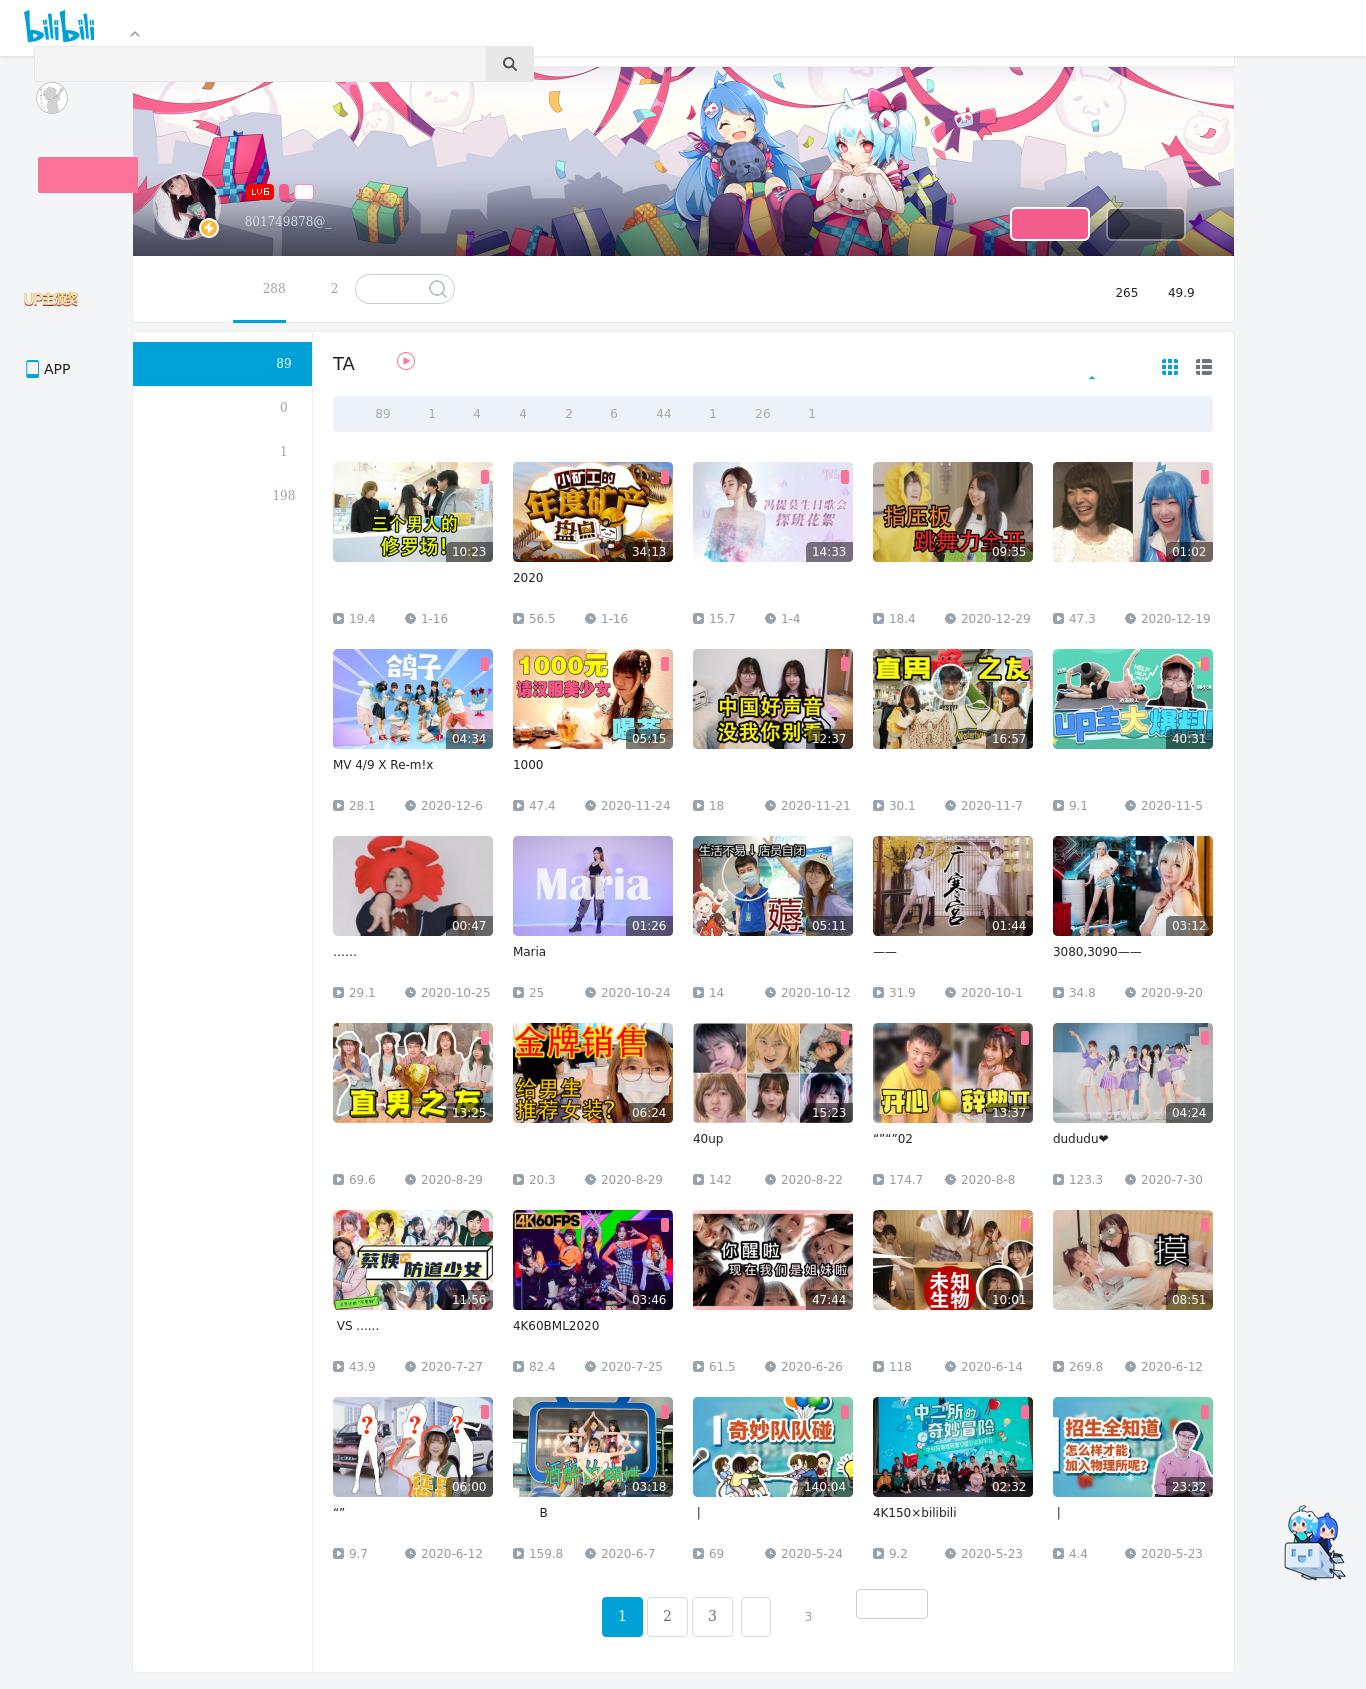 bilibili
LV6
801749878@_
288
2
265
49.9
UP主颁奖
APP
89
0
1
198
TA
89
1
4
4
2
6
44
1
26
1
三个男人的
修罗场!
10:23
19.4
1-16
小矿工的
年度矿产
盘点
34:13
2020
56.5
1-16
冯提莫生日歌会
探班花絮
14:33
15.7
1-4
指压板
跳舞力全开
09:35
18.4
2020-12-29
01:02
47.3
2020-12-19
鸽子
04:34
MV 4/9 X Re-m!x
28.1
2020-12-6
1000元
请汉服美少女
喝茶
05:15
1000
47.4
2020-11-24
中国好声音
没我你别看
12:37
18
2020-11-21
直男之友
16:57
30.1
2020-11-7
up主大爆料
40:31
9.1
2020-11-5
00:47
……
29.1
2020-10-25
Maria
01:26
Maria
25
2020-10-24
生活不易↓店员自闭
薅
05:11
14
2020-10-12
广寒宫
01:44
——
31.9
2020-10-1
03:12
3080,3090——
34.8
2020-9-20
直男之友
13:25
69.6
2020-8-29
金牌销售
给男生
推荐女装?
06:24
20.3
2020-8-29
15:23
40up
142
2020-8-22
开心
辞典
13:37
“”“”02
174.7
2020-8-8
04:24
dududu❤
123.3
2020-7-30
蔡姨
VS
防道少女
11:56
VS ……
43.9
2020-7-27
4K60FPS
03:46
4K60BML2020
82.4
2020-7-25
你醒啦
现在我们是姐妹啦
47:44
61.5
2020-6-26
未知
生物
10:01
118
2020-6-14
摸
08:51
269.8
2020-6-12
? ? ?
06:00
“”
9.7
2020-6-12
酒醉的蝴蝶
03:18
B
159.8
2020-6-7
奇妙队队碰
140:04
|
69
2020-5-24
中二所的
奇妙冒险
02:32
4K150×bilibili
9.2
2020-5-23
招生全知道
怎么样才能
加入物理所呢?
23:32
|
4.4
2020-5-23
1
2
3
3